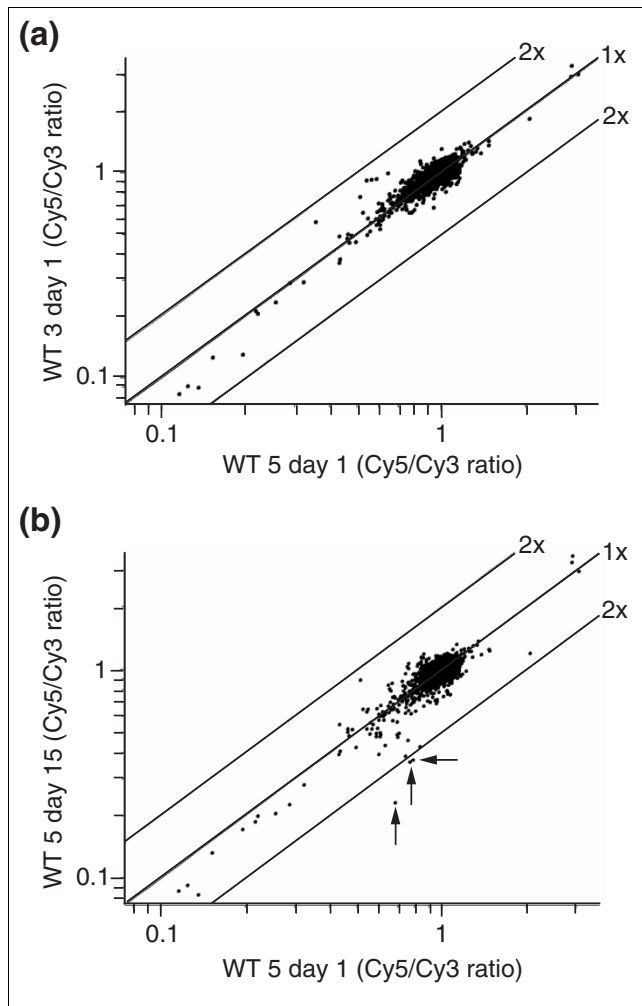 (a)
2x
1x
2x
WT 3 day 1 (Cy5/Cy3 ratio)
1
0.1
0.1
1
WT 5 day 1 (Cy5/Cy3 ratio)
(b)
2x
1x
2x
WT 5 day 15 (Cy5/Cy3 ratio)
1
0.1
0.1
1
WT 5 day 1 (Cy5/Cy3 ratio)